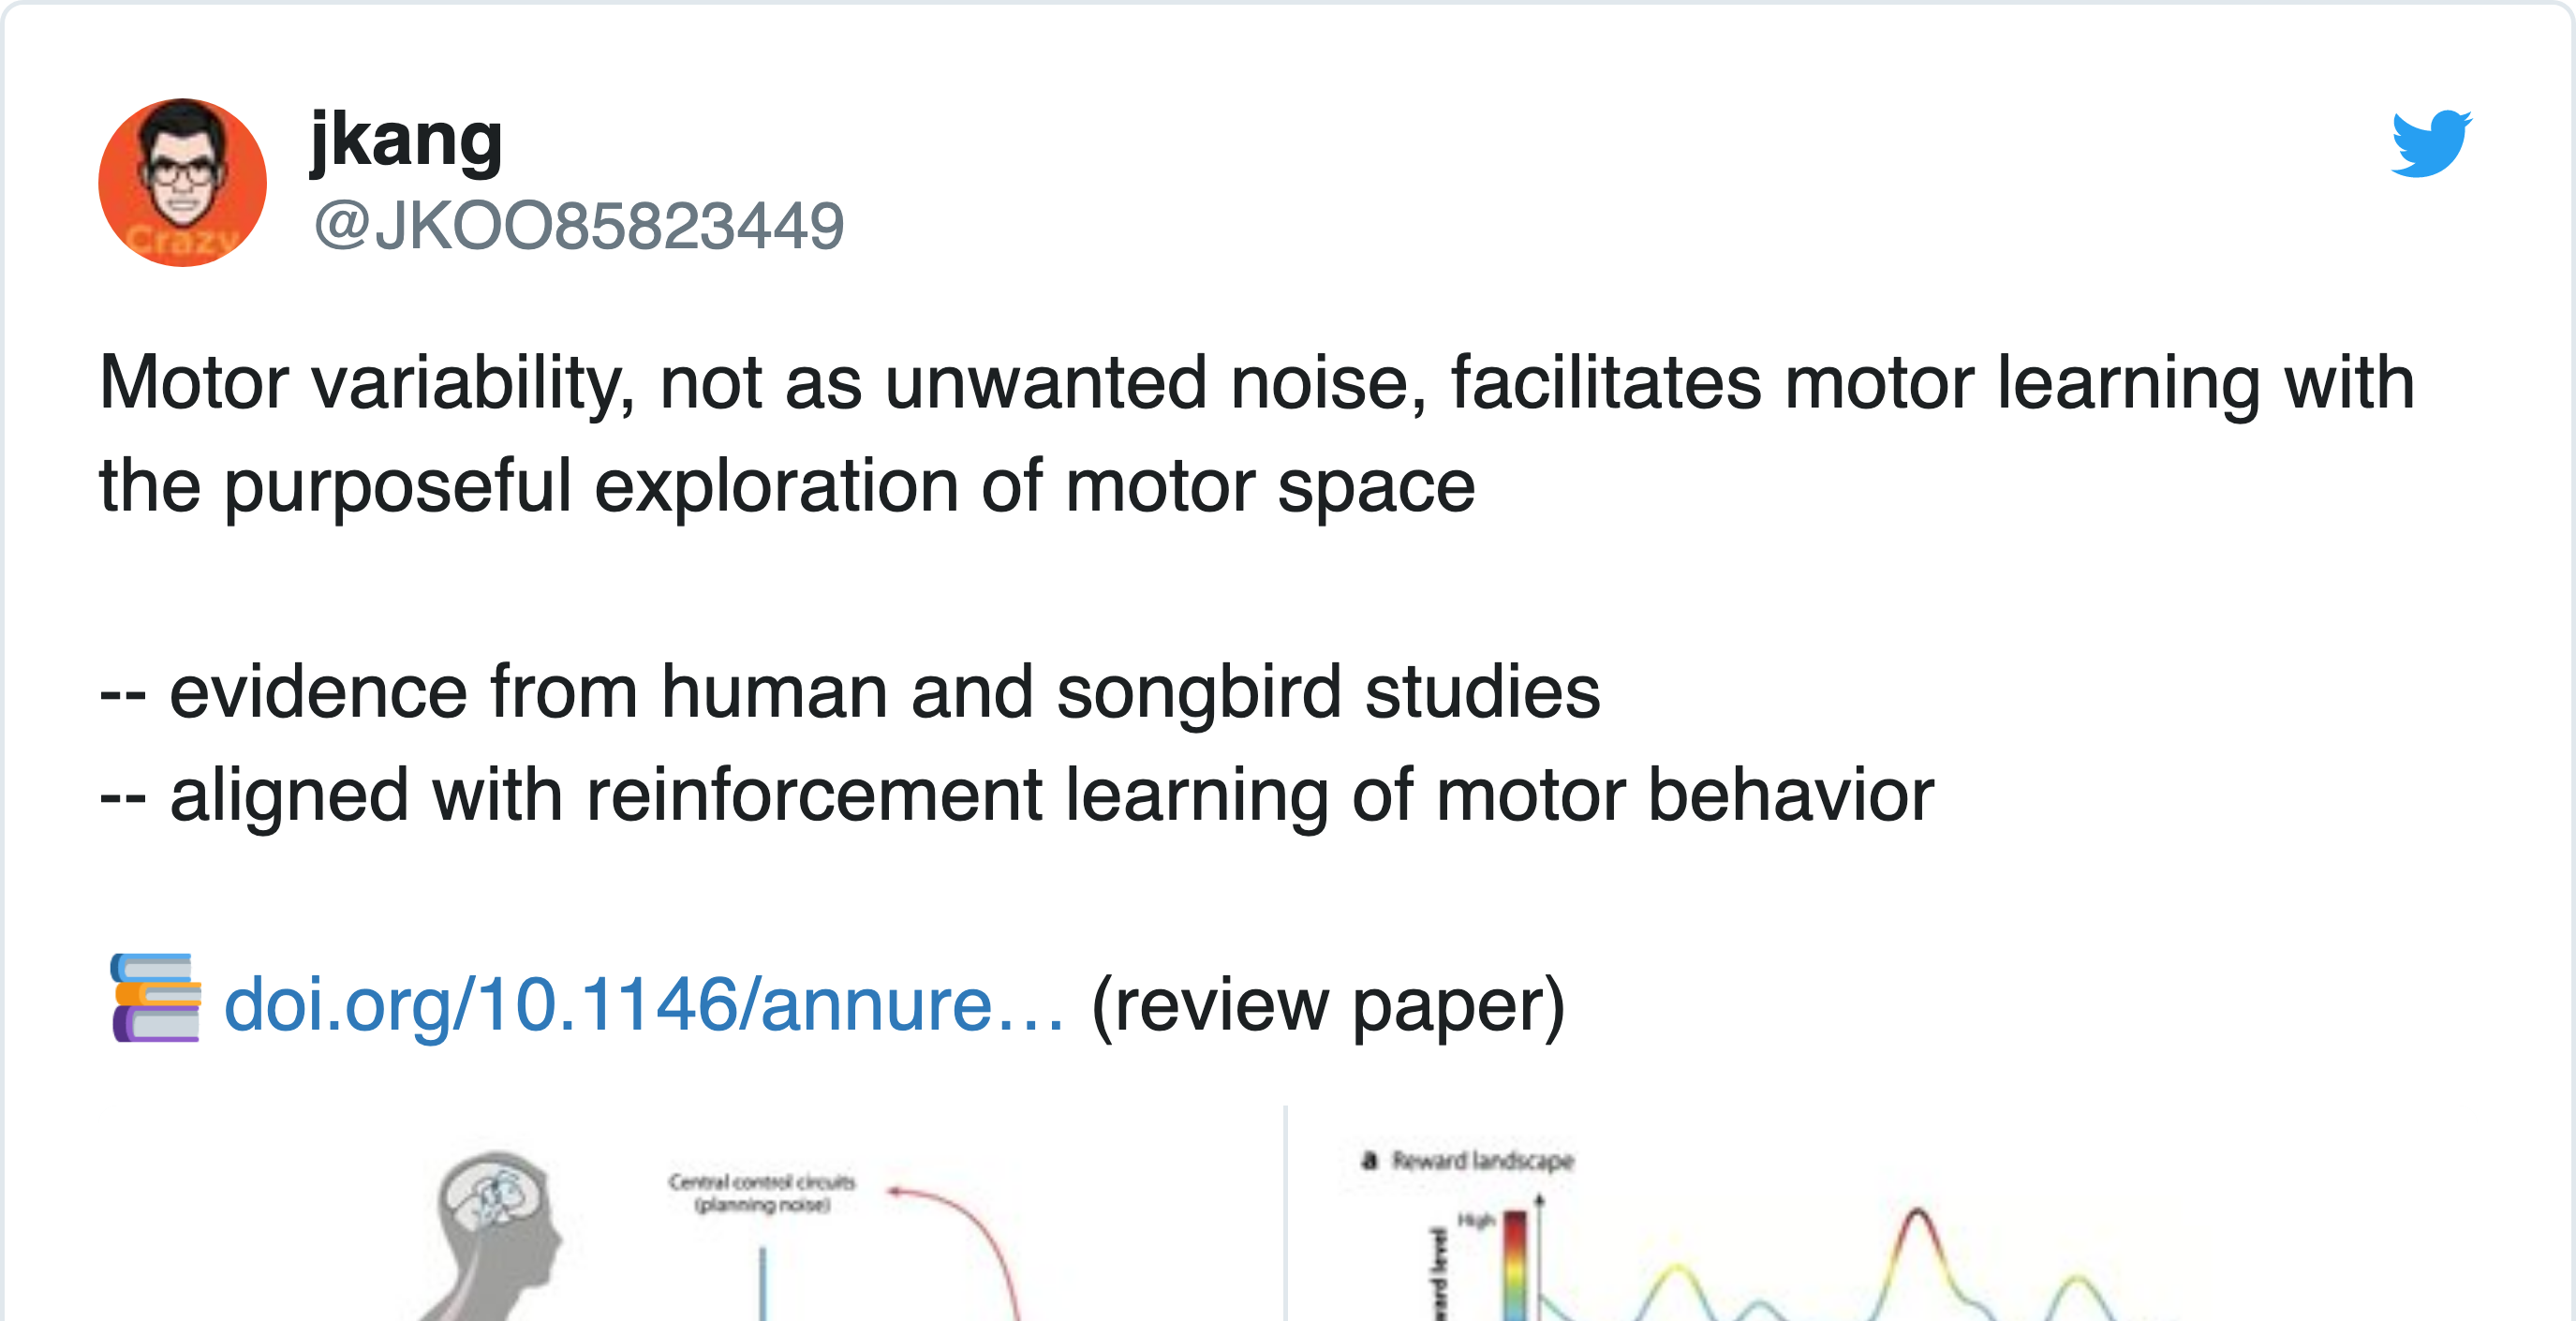 Crazy
jkang
@JKOO85823449
Motor variability, not as unwanted noise, facilitates motor learning with
the purposeful exploration of motor space
-- evidence from human and songbird studies
-- aligned with reinforcement learning of motor behavior
📚 doi.org/10.1146/annure… (review paper)
Central control circuits
(planning noise)
a Reward landscape
High
level